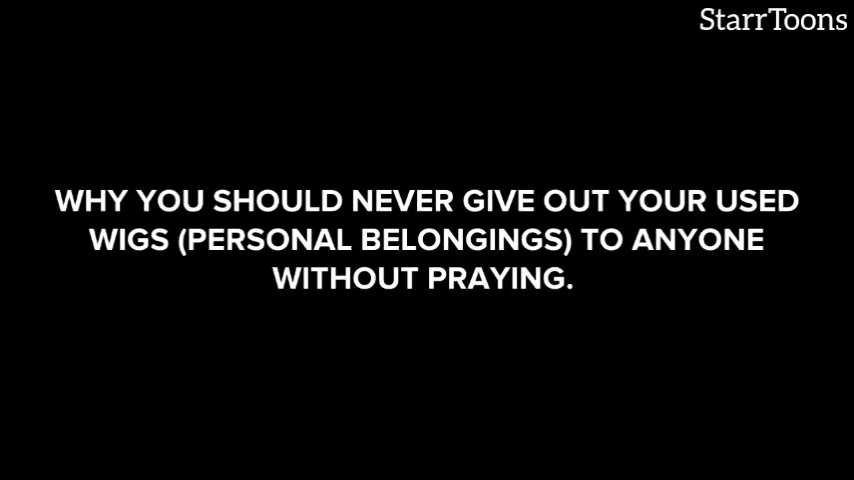 StarrToons
WHY YOU SHOULD NEVER GIVE OUT YOUR USED
WIGS (PERSONAL BELONGINGS) TO ANYONE
WITHOUT PRAYING.